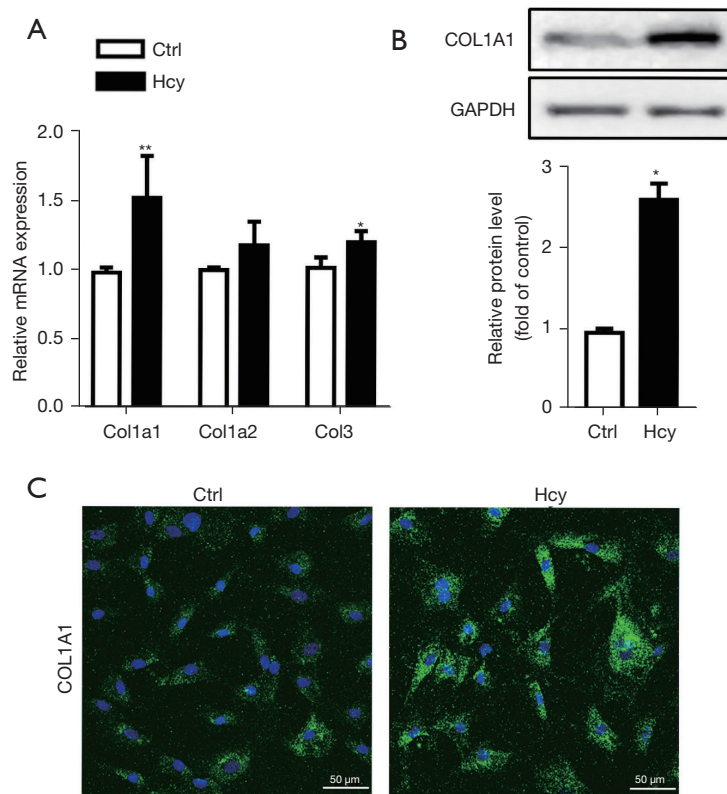 A
Ctrl
Hcy
Relative mRNA expression
2.0
1.5
1.0
0.5
0.0
**
*
Col1a1 Col1a2 Col3
B
COL1A1
GAPDH
Relative protein level
(fold of control)
3
2
1
0
*
Ctrl Hcy
C
Ctrl Hcy
COL1A1
50 µm 50 µm